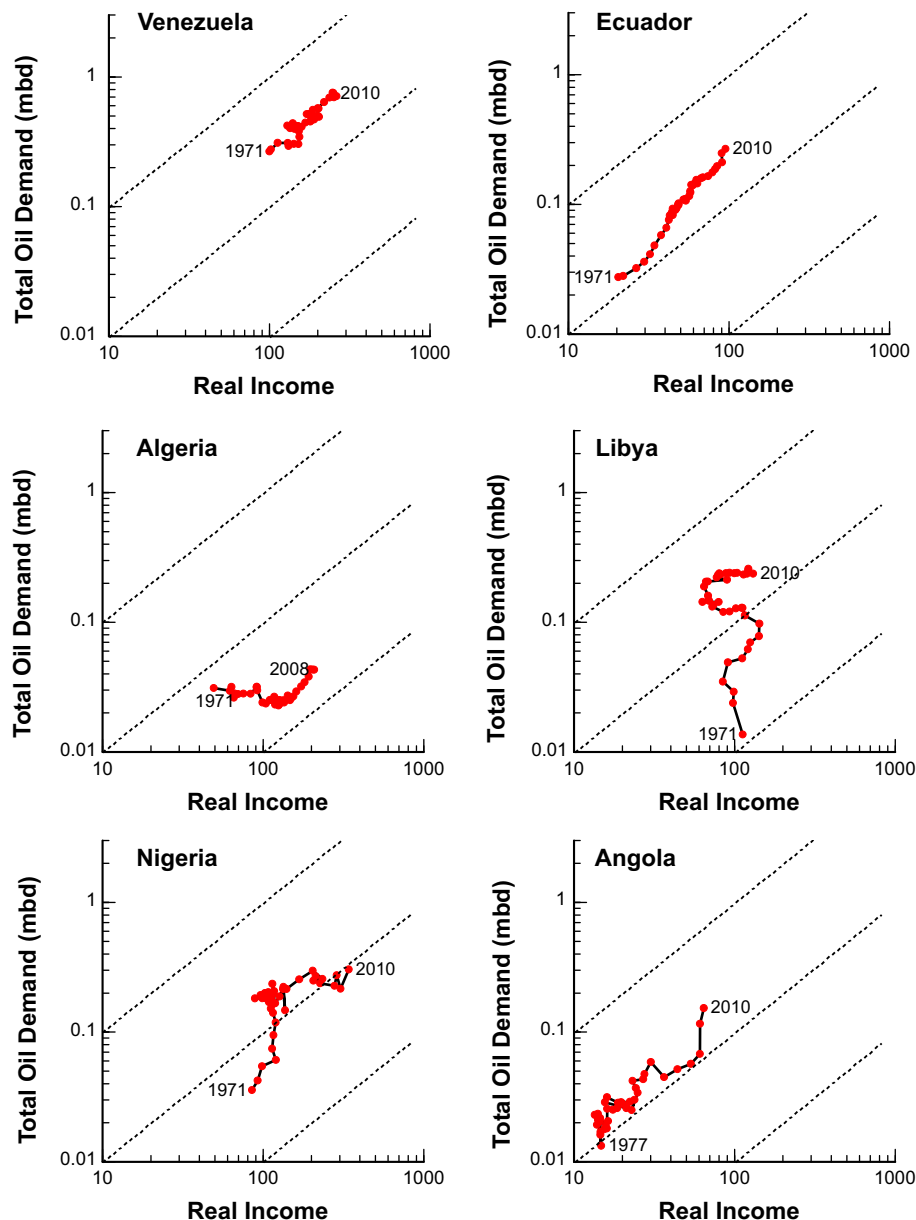 Venezuela
Total Oil Demand (mbd)
1
0.1
0.01
1971
2010
10
100
1000
Real Income
Ecuador
Total Oil Demand (mbd)
1
0.1
0.01
1971
2010
10
100
1000
Real Income
Algeria
Total Oil Demand (mbd)
1
0.1
0.01
1971
2008
10
100
1000
Real Income
Libya
Total Oil Demand (mbd)
1
0.1
0.01
2010
1971
10
100
1000
Real Income
Nigeria
Total Oil Demand (mbd)
1
0.1
0.01
2010
1971
10
100
1000
Real Income
Angola
Total Oil Demand (mbd)
1
0.1
0.01
2010
1977
10
100
1000
Real Income